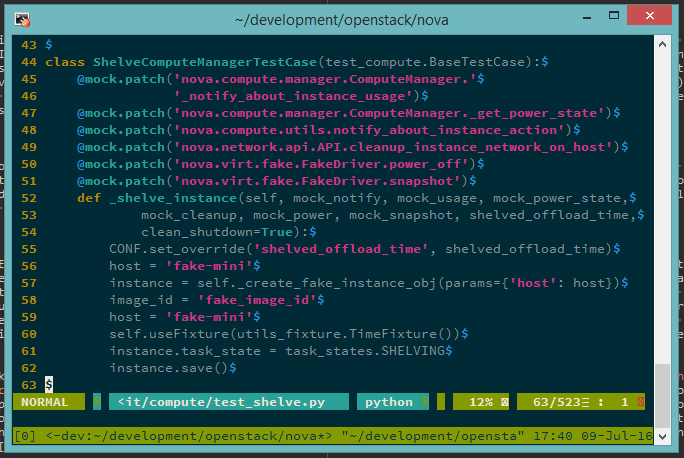 ~/development/openstack/nova
43 $
44 class ShelveComputeManagerTestCase(test_compute.BaseTestCase):$
45     @mock.patch('nova.compute.manager.ComputeManager.'$
46                 '_notify_about_instance_usage')$
47     @mock.patch('nova.compute.manager.ComputeManager._get_power_state')$
48     @mock.patch('nova.compute.utils.notify_about_instance_action')$
49     @mock.patch('nova.network.api.API.cleanup_instance_network_on_host')$
50     @mock.patch('nova.virt.fake.FakeDriver.power_off')$
51     @mock.patch('nova.virt.fake.FakeDriver.snapshot')$
52     def _shelve_instance(self, mock_notify, mock_usage, mock_power_state,$
53             mock_cleanup, mock_power, mock_snapshot, shelved_offload_time,$
54             clean_shutdown=True):$
55         CONF.set_override('shelved_offload_time', shelved_offload_time)$
56         host = 'fake-mini'$
57         instance = self._create_fake_instance_obj(params={'host': host})$
58         image_id = 'fake_image_id'$
59         host = 'fake-mini'$
60         self.useFixture(utils_fixture.TimeFixture())$
61         instance.task_state = task_states.SHELVING$
62         instance.save()$
63 $
NORMAL <it/compute/test_shelve.py python 12% 63/523 : 1
[0] <-dev:~/development/openstack/nova*> "~/development/opensta" 17:40 09-Jul-16